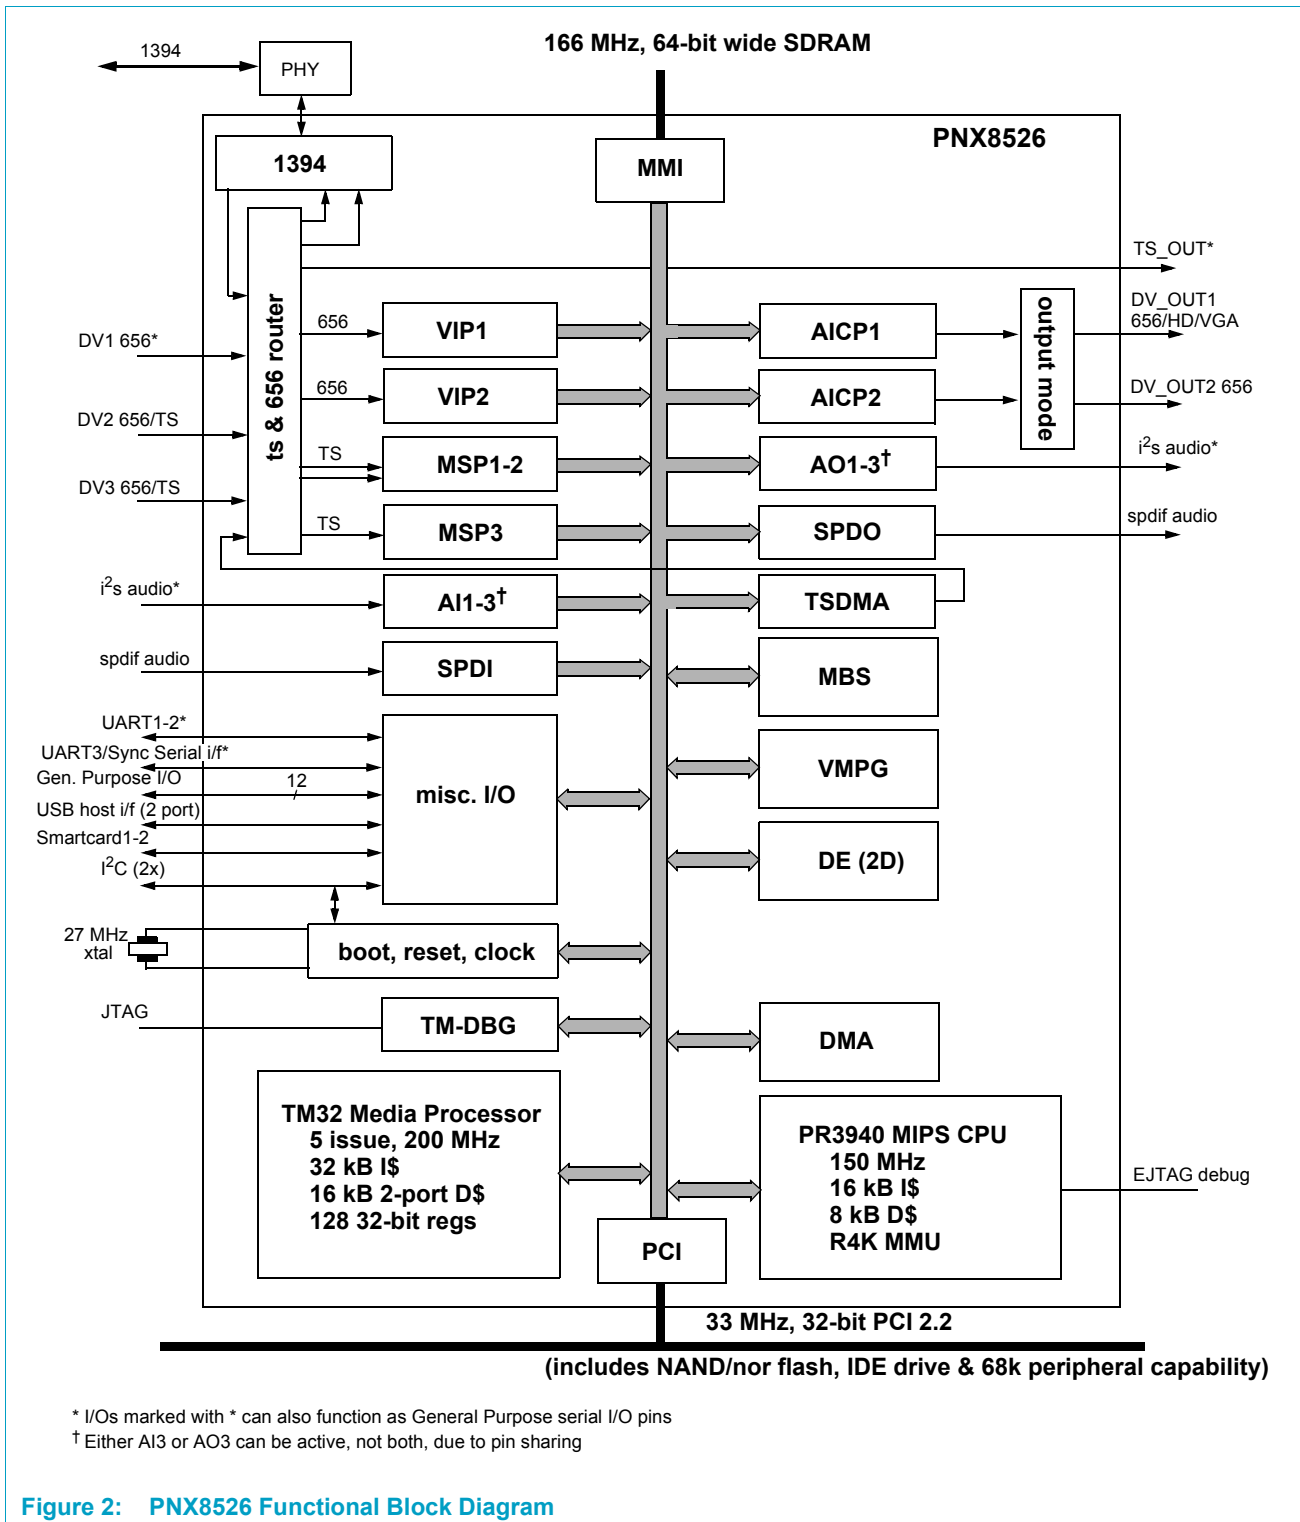 166 MHz, 64-bit wide SDRAM
1394
PHY
PNX8526
1394
MMI
ts & 656 router
TS_OUT*
DV1 656*
656
VIP1
AICP1
output mode
DV_OUT1
656/HD/VGA
DV2 656/TS
656
VIP2
AICP2
DV_OUT2 656
TS
MSP1-2
AO1-3†
i²s audio*
DV3 656/TS
TS
MSP3
SPDO
spdif audio
i²s audio*
AI1-3†
TSDMA
spdif audio
SPDI
MBS
UART1-2*
UART3/Sync Serial i/f*
Gen. Purpose I/O
12
USB host i/f (2 port)
Smartcard1-2
I²C (2x)
misc. I/O
VMPG
DE (2D)
27 MHz
xtal
boot, reset, clock
JTAG
TM-DBG
DMA
TM32 Media Processor
5 issue, 200 MHz
32 kB I$
16 kB 2-port D$
128 32-bit regs
PR3940 MIPS CPU
150 MHz
16 kB I$
8 kB D$
R4K MMU
EJTAG debug
PCI
33 MHz, 32-bit PCI 2.2
(includes NAND/nor flash, IDE drive & 68k peripheral capability)
* I/Os marked with * can also function as General Purpose serial I/O pins
† Either AI3 or AO3 can be active, not both, due to pin sharing
Figure 2: PNX8526 Functional Block Diagram